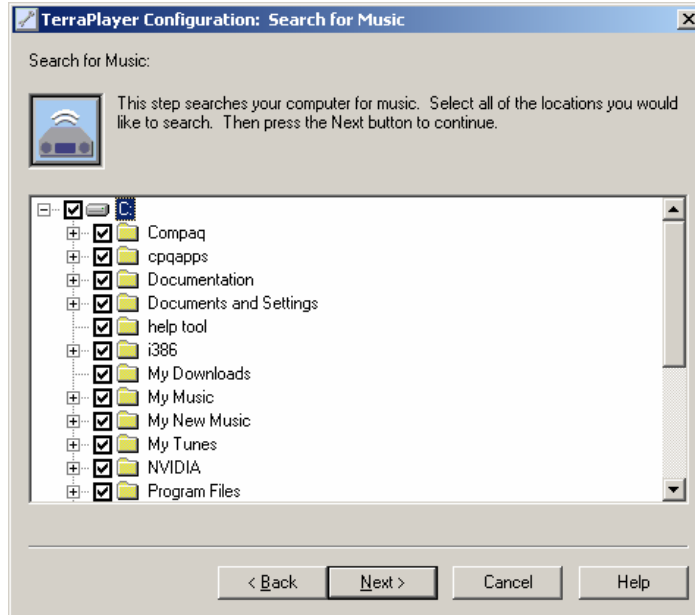 TerraPlayer Configuration: Search for Music
Search for Music:
This step searches your computer for music. Select all of the locations you would
like to search. Then press the Next button to continue.
C:
Compaq
cpqapps
Documentation
Documents and Settings
help tool
i386
My Downloads
My Music
My New Music
My Tunes
NVIDIA
Program Files
< Back Next > Cancel Help